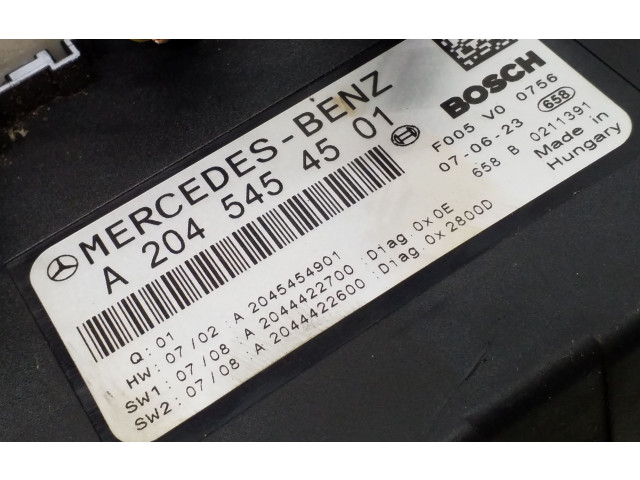 MERCEDES-BENZ
A 204 545 45 01
Q: 01
HW: 07/02 A 2045454901
SW1: 07/08 A 2044422700 :Diag.0x0E
SW2: 07/08 A 2044422600 :Diag.0x2800D
BOSCH
F005 V0 0756
07-06-23 658
658 B 0211391
Made in
Hungary